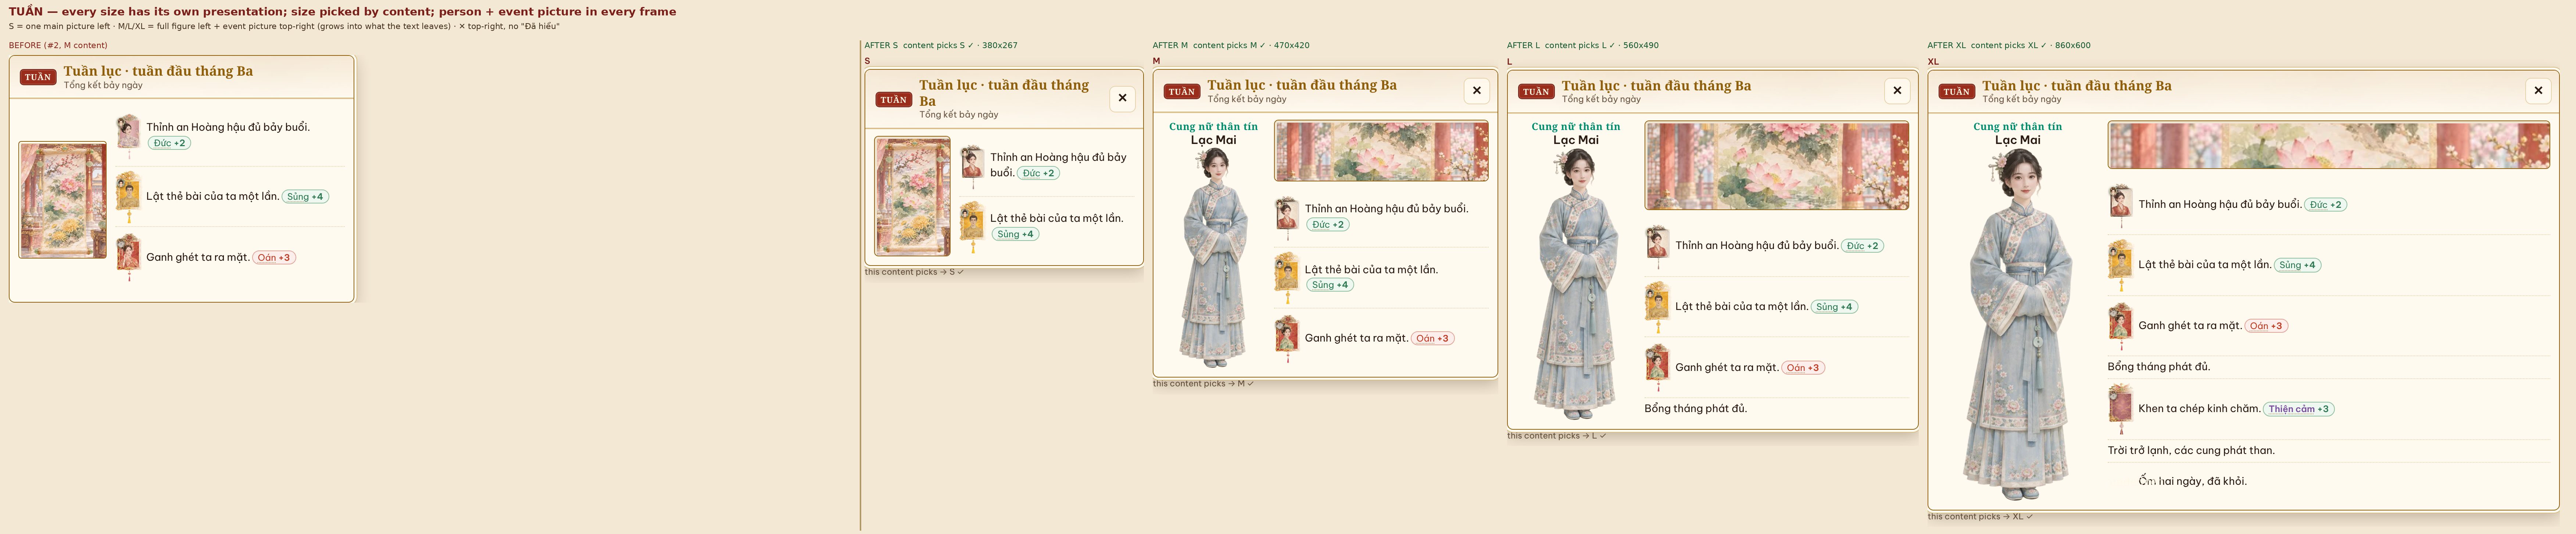 TUẦN — every size has its own presentation; size picked by content; person + event picture in every frame
S = one main picture left · M/L/XL = full figure left + event picture top-right (grows into what the text leaves) · ✕ top-right, no "Đã hiểu"
BEFORE (#2, M content)
TUẦN
Tuần lục · tuần đầu tháng Ba
Tổng kết bảy ngày
Thỉnh an Hoàng hậu đủ bảy buổi.
Đức +2
Lật thẻ bài của ta một lần. Sủng +4
Ganh ghét ta ra mặt. Oán +3
AFTER S content picks S ✓ · 380x267
S
TUẦN
Tuần lục · tuần đầu tháng
Ba
Tổng kết bảy ngày
✕
Thỉnh an Hoàng hậu đủ bảy
buổi. Đức +2
Lật thẻ bài của ta một lần.
Sủng +4
this content picks → S ✓
AFTER M content picks M ✓ · 470x420
M
TUẦN
Tuần lục · tuần đầu tháng Ba
Tổng kết bảy ngày
✕
Cung nữ thân tín
Lạc Mai
Thỉnh an Hoàng hậu đủ bảy buổi.
Đức +2
Lật thẻ bài của ta một lần.
Sủng +4
Ganh ghét ta ra mặt. Oán +3
this content picks → M ✓
AFTER L content picks L ✓ · 560x490
L
TUẦN
Tuần lục · tuần đầu tháng Ba
Tổng kết bảy ngày
✕
Cung nữ thân tín
Lạc Mai
Thỉnh an Hoàng hậu đủ bảy buổi. Đức +2
Lật thẻ bài của ta một lần. Sủng +4
Ganh ghét ta ra mặt. Oán +3
Bổng tháng phát đủ.
this content picks → L ✓
AFTER XL content picks XL ✓ · 860x600
XL
TUẦN
Tuần lục · tuần đầu tháng Ba
Tổng kết bảy ngày
✕
Cung nữ thân tín
Lạc Mai
Thỉnh an Hoàng hậu đủ bảy buổi. Đức +2
Lật thẻ bài của ta một lần. Sủng +4
Ganh ghét ta ra mặt. Oán +3
Bổng tháng phát đủ.
Khen ta chép kinh chăm. Thiện cảm +3
Trời trở lạnh, các cung phát than.
Ốm hai ngày, đã khỏi.
this content picks → XL ✓